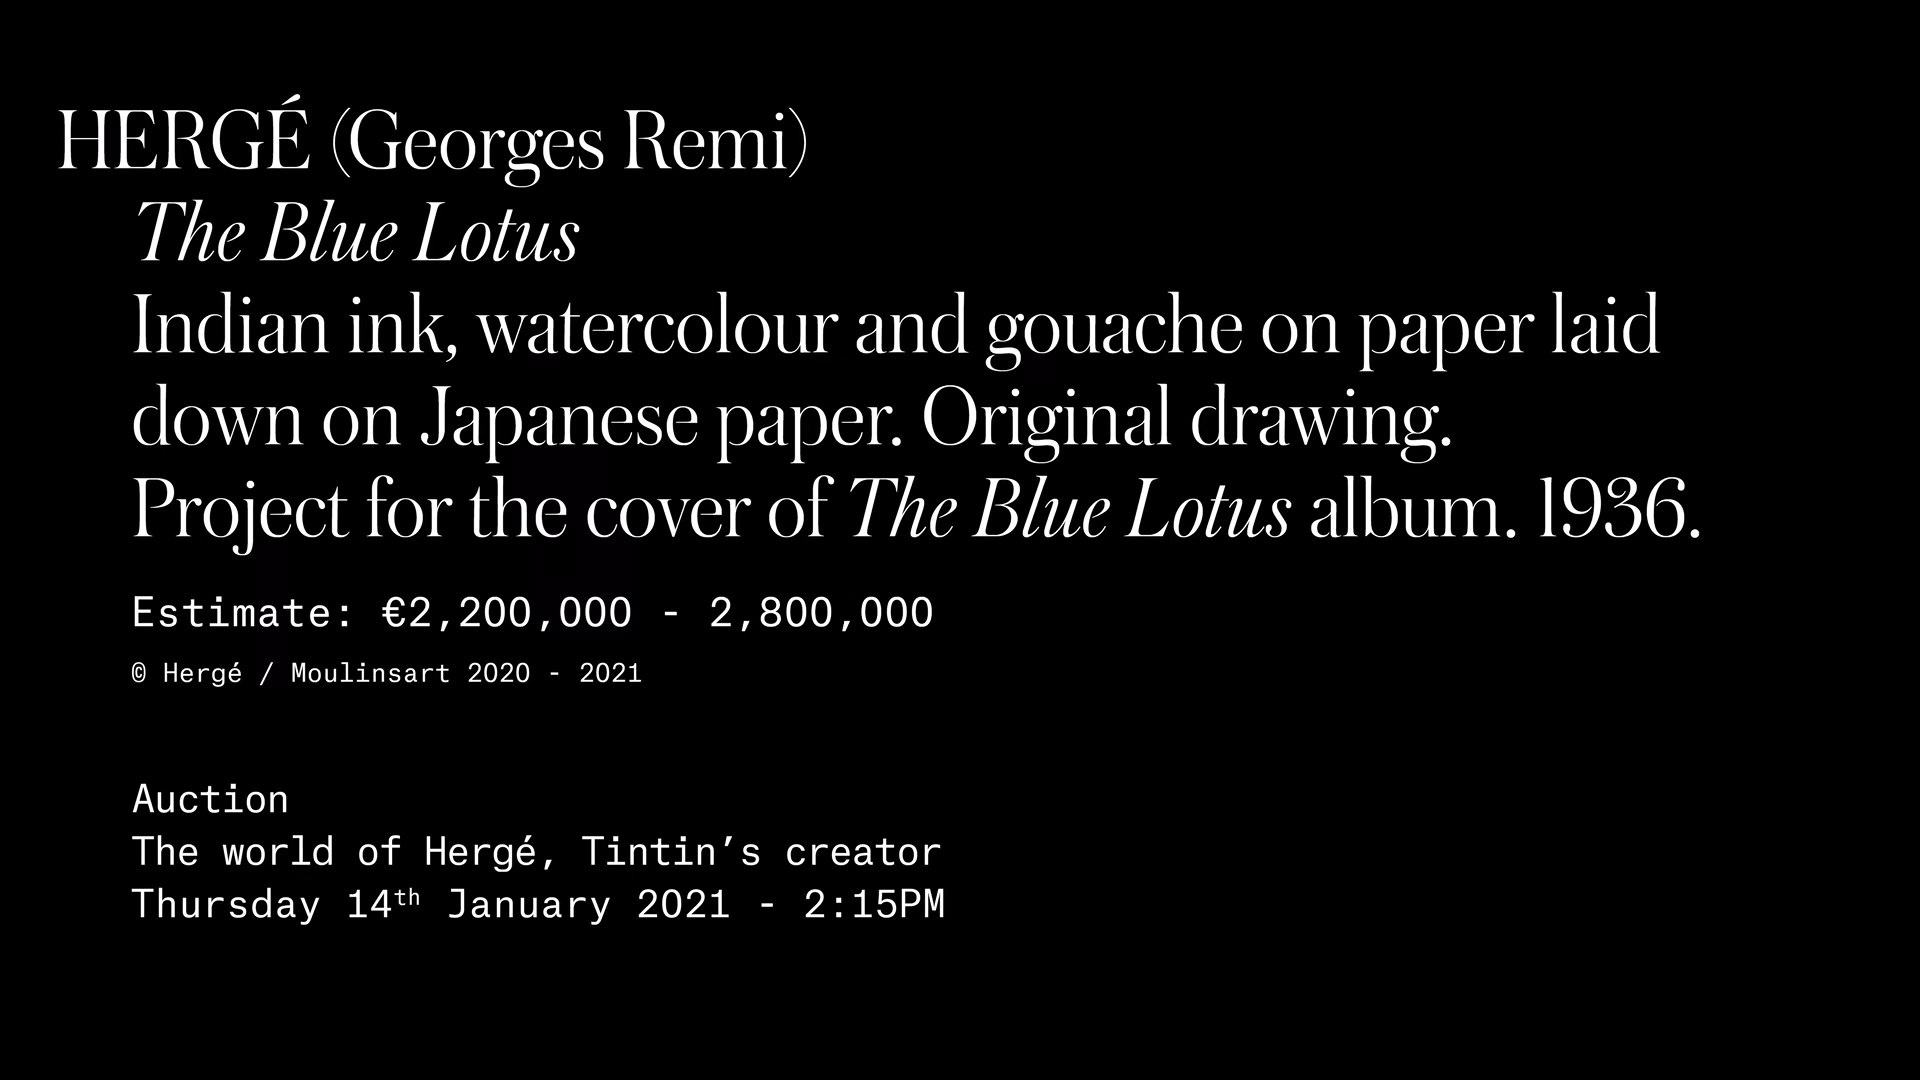 HERGÉ (Georges Remi)
The Blue Lotus
Indian ink, watercolour and gouache on paper laid
down on Japanese paper. Original drawing.
Project for the cover of The Blue Lotus album. 1936.
Estimate: €2,200,000 - 2,800,000
© Hergé / Moulinsart 2020 - 2021
Auction
The world of Hergé, Tintin’s creator
Thursday 14th January 2021 - 2:15PM